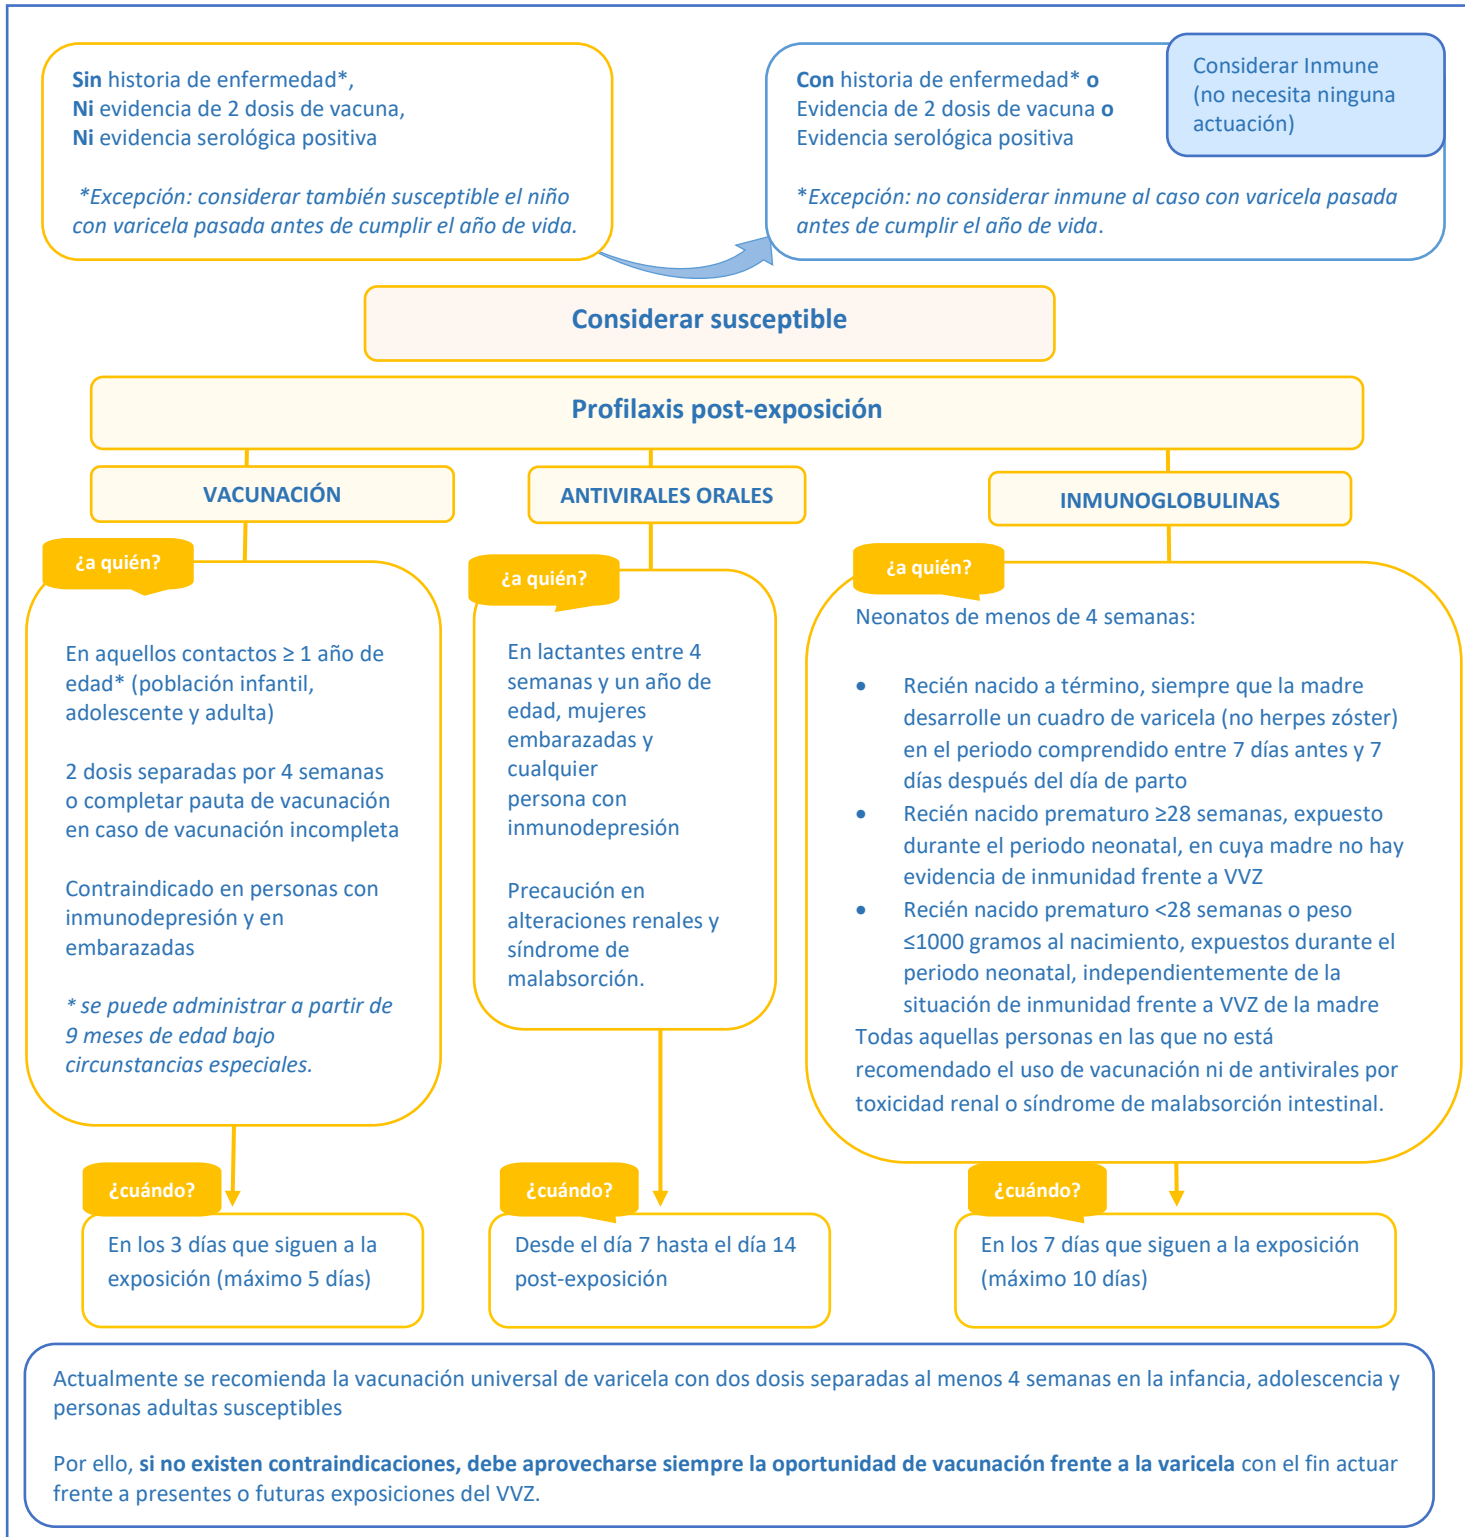 Sin historia de enfermedad*,
Ni evidencia de 2 dosis de vacuna,
Ni evidencia serológica positiva
*Excepción: considerar también susceptible el niño
con varicela pasada antes de cumplir el año de vida.
Con historia de enfermedad* o
Evidencia de 2 dosis de vacuna o
Evidencia serológica positiva
*Excepción: no considerar inmune al caso con varicela pasada
antes de cumplir el año de vida.
Considerar Inmune
(no necesita ninguna
actuación)
Considerar susceptible
Profilaxis post-exposición
VACUNACIÓN
¿a quién?
En aquellos contactos ≥ 1 año de
edad* (población infantil,
adolescente y adulta)
2 dosis separadas por 4 semanas
o completar pauta de vacunación
en caso de vacunación incompleta
Contraindicado en personas con
inmunodepresión y en
embarazadas
* se puede administrar a partir de
9 meses de edad bajo
circunstancias especiales.
¿cuándo?
En los 3 días que siguen a la
exposición (máximo 5 días)
ANTIVIRALES ORALES
¿a quién?
En lactantes entre 4
semanas y un año de
edad, mujeres
embarazadas y
cualquier
persona con
inmunodepresión
Precaución en
alteraciones renales y
síndrome de
malabsorción.
¿cuándo?
Desde el día 7 hasta el día 14
post-exposición
INMUNOGLOBULINAS
¿a quién?
Neonatos de menos de 4 semanas:
• Recién nacido a término, siempre que la madre
desarrolle un cuadro de varicela (no herpes zóster)
en el periodo comprendido entre 7 días antes y 7
días después del día de parto
• Recién nacido prematuro ≥28 semanas, expuesto
durante el periodo neonatal, en cuya madre no hay
evidencia de inmunidad frente a VVZ
• Recién nacido prematuro <28 semanas o peso
≤1000 gramos al nacimiento, expuestos durante el
periodo neonatal, independientemente de la
situación de inmunidad frente a VVZ de la madre
Todas aquellas personas en las que no está
recomendado el uso de vacunación ni de antivirales por
toxicidad renal o síndrome de malabsorción intestinal.
¿cuándo?
En los 7 días que siguen a la exposición
(máximo 10 días)
Actualmente se recomienda la vacunación universal de varicela con dos dosis separadas al menos 4 semanas en la infancia, adolescencia y
personas adultas susceptibles
Por ello, si no existen contraindicaciones, debe aprovecharse siempre la oportunidad de vacunación frente a la varicela con el fin actuar
frente a presentes o futuras exposiciones del VVZ.